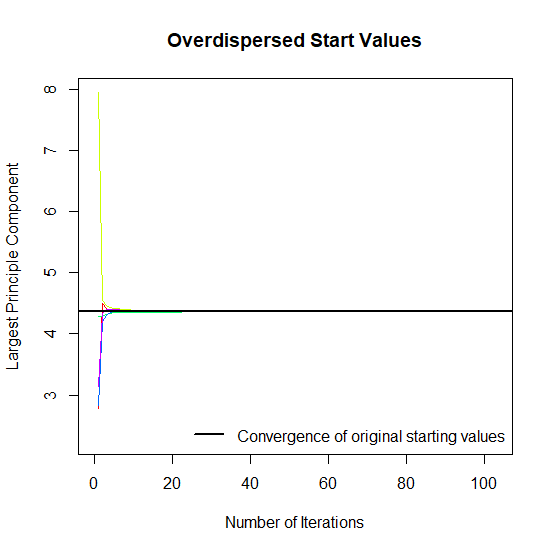 Overdispersed Start Values
Largest Principle Component
8
7
6
5
4
3
Convergence of original starting values
0 20 40 60 80 100
Number of Iterations